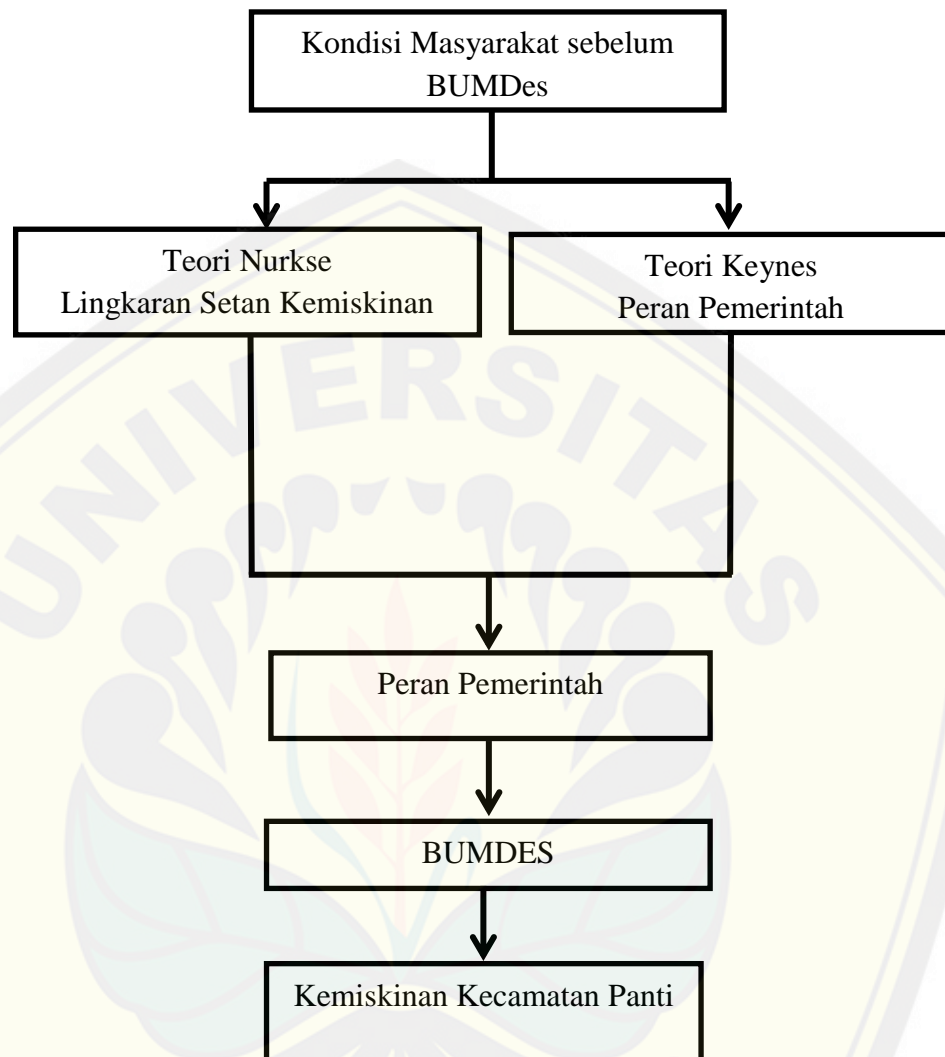 Kondisi Masyarakat sebelum
BUMDes
Teori Nurkse
Lingkaran Setan Kemiskinan
Teori Keynes
Peran Pemerintah
UNIVERSITAS
Peran Pemerintah
BUMDES
Kemiskinan Kecamatan Panti